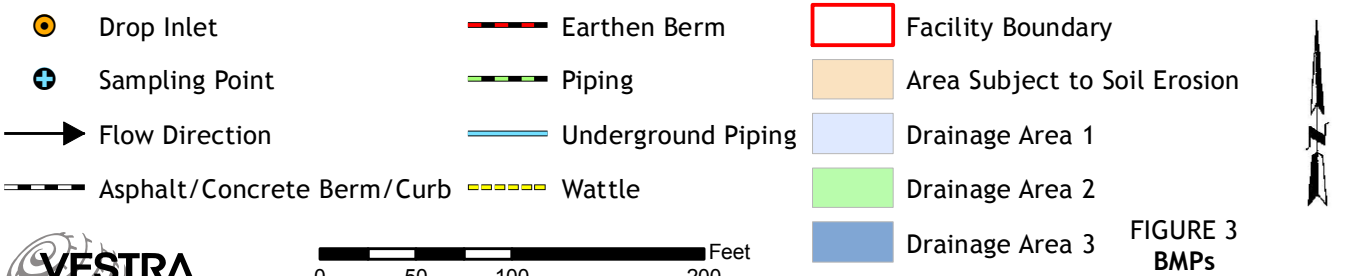 Drop Inlet
Sampling Point
Flow Direction
Asphalt/Concrete Berm/Curb
Earthen Berm
Piping
Underground Piping
Wattle
Facility Boundary
Area Subject to Soil Erosion
Drainage Area 1
Drainage Area 2
Drainage Area 3
N
VESTRA
Feet
0 50 100 200
FIGURE 3
BMPs